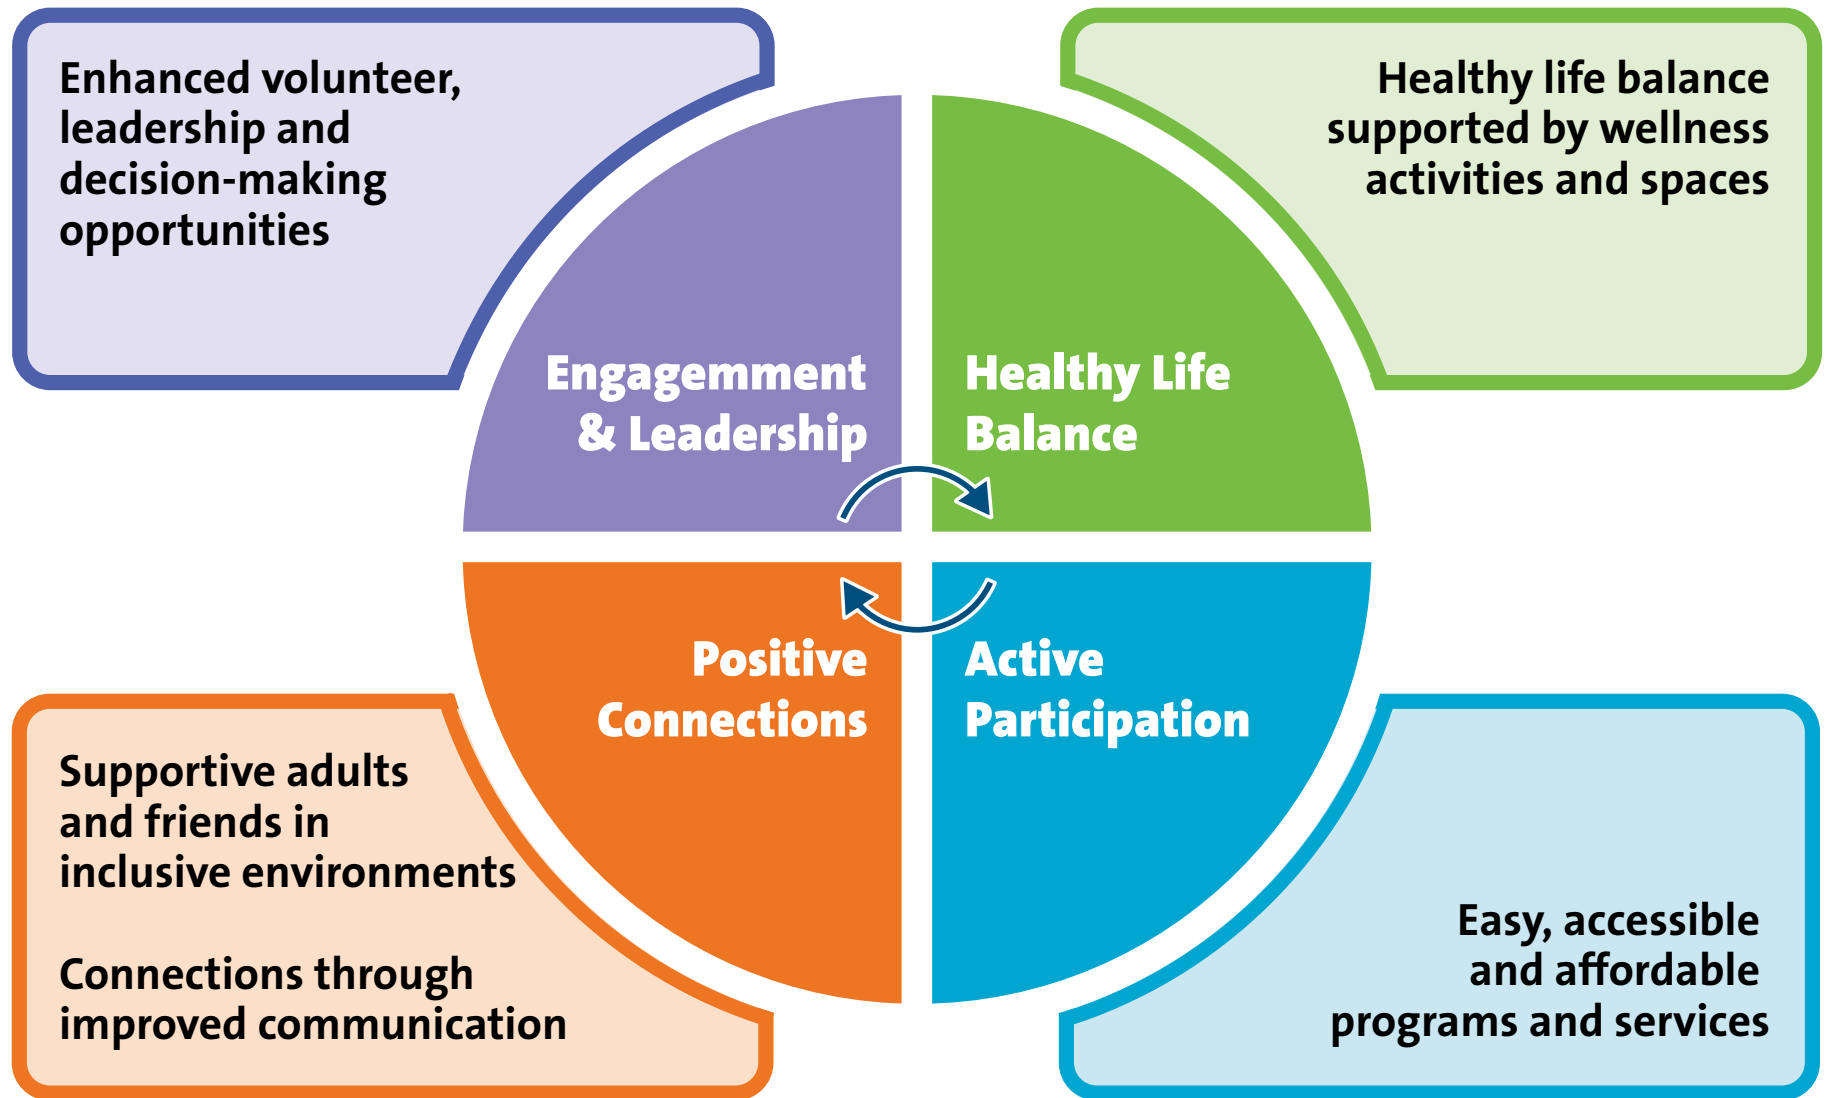 Enhanced volunteer,
leadership and
decision-making
opportunities
Healthy life balance
supported by wellness
activities and spaces
Engagemment
& Leadership
Healthy Life
Balance
Positive
Connections
Active
Participation
Supportive adults
and friends in
inclusive environments
Connections through
improved communication
Easy, accessible
and affordable
programs and services